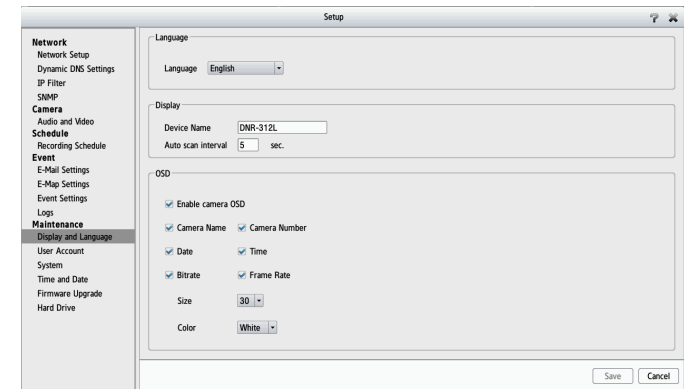 Setup
? ✖
Network
Network Setup
Dynamic DNS Settings
IP Filter
SNMP
Camera
Audio and Video
Schedule
Recording Schedule
Event
E-Mail Settings
E-Map Settings
Event Settings
Logs
Maintenance
Display and Language
User Account
System
Time and Date
Firmware Upgrade
Hard Drive
Language
Language English
Display
Device Name DNR-312L
Auto scan interval 5 sec.
OSD
Enable camera OSD
Camera Name Camera Number
Date Time
Bitrate Frame Rate
Size 30
Color White
Save Cancel